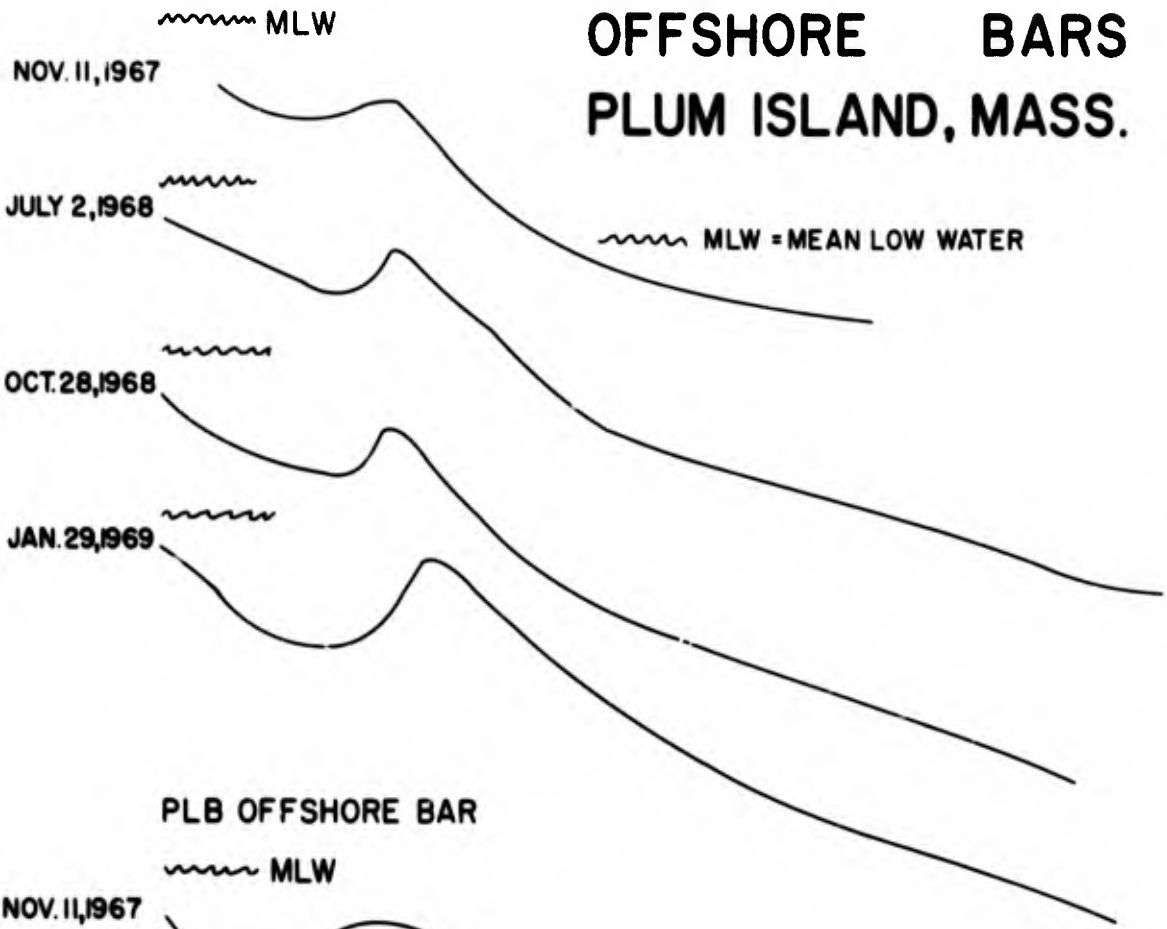 OFFSHORE BARS
PLUM ISLAND, MASS.
MLW
NOV. 11, 1967
JULY 2, 1968
MLW = MEAN LOW WATER
OCT. 28, 1968
JAN. 29, 1969
PLB OFFSHORE BAR
MLW
NOV. 11, 1967